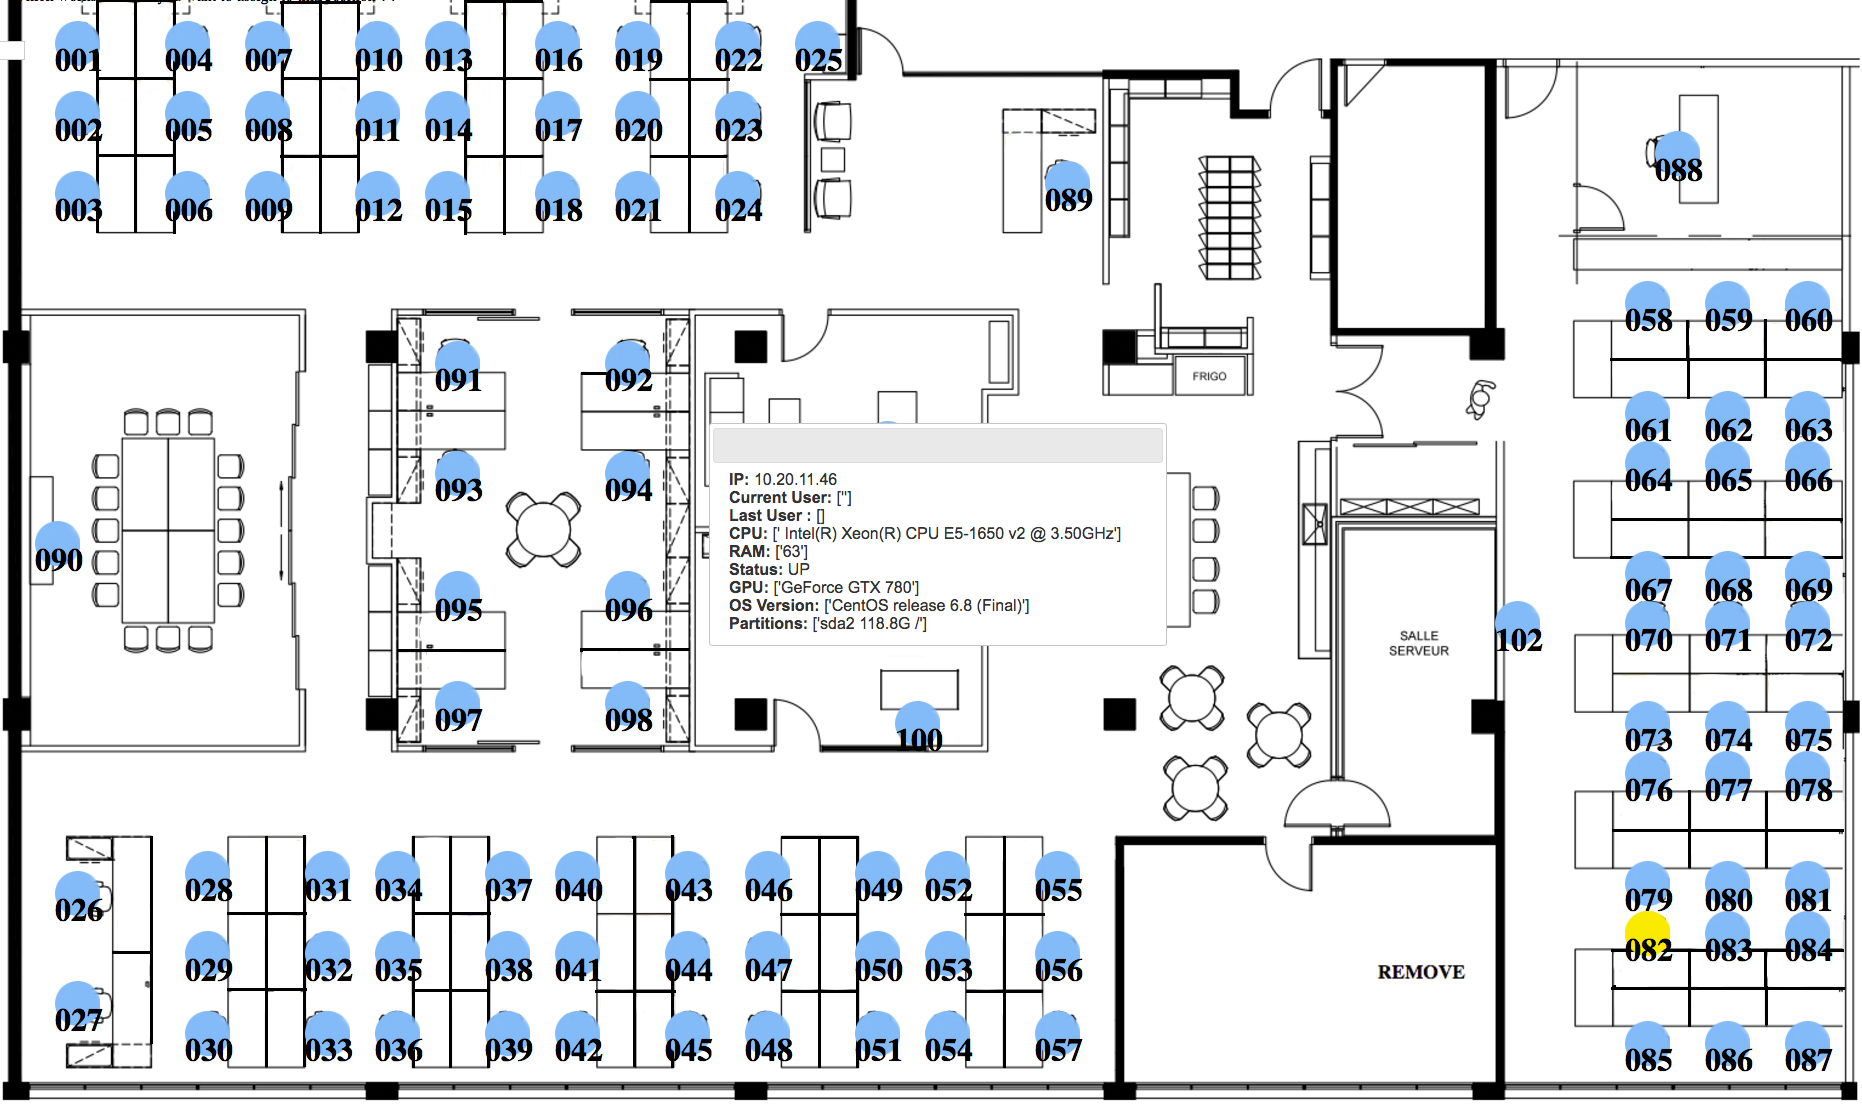 001 004 007 010 013 016 019 022 025
002 005 008 011 014 017 020 023
088
089
003 006 009 012 015 018 021 024
058 059 060
FRIGO
091 092
061 062 063
064 065 066
093 094
IP: 10.20.11.46
Current User: ['']
Last User : []
CPU: [' Intel(R) Xeon(R) CPU E5-1650 v2 @ 3.50GHz']
RAM: ['63']
Status: UP
GPU: ['GeForce GTX 780']
OS Version: ['CentOS release 6.8 (Final)']
Partitions: ['sda2 118.8G /']
090
067 068 069
095 096
SALLE
SERVEUR
102
070 071 072
097 098
100
073 074 075
076 077 078
028 031 034 037 040 043 046 049 052 055
079 080 081
026
082 083 084
029 032 035 038 041 044 047 050 053 056
REMOVE
027
030 033 036 039 042 045 048 051 054 057
085 086 087